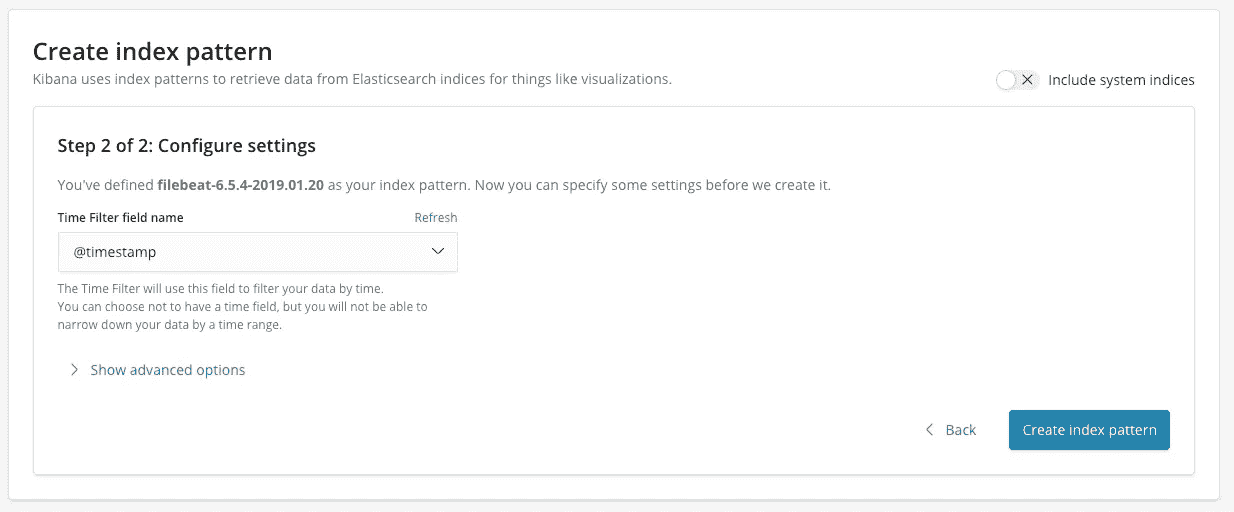 Create index pattern
Kibana uses index patterns to retrieve data from Elasticsearch indices for things like visualizations.
Include system indices
Step 2 of 2: Configure settings
You've defined filebeat-6.5.4-2019.01.20 as your index pattern. Now you can specify some settings before we create it.
Time Filter field name Refresh
@timestamp
The Time Filter will use this field to filter your data by time.
You can choose not to have a time field, but you will not be able to
narrow down your data by a time range.
Show advanced options
Back Create index pattern